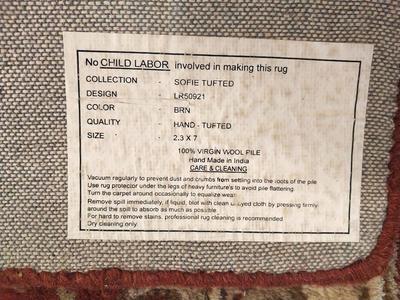 No CHILD LABOR involved in making this rug
COLLECTION - SOFIE TUFTED
DESIGN - LR50921
COLOR - BRN
QUALITY - HAND - TUFTED
SIZE - 2.3 X 7
100% VIRGIN WOOL PILE
Hand Made in India
CARE & CLEANING
Vacuum regularly to prevent dust and crumbs from settling into the roots of the pile
Use rug protector under the legs of heavy furniture's to avoid pile flattering
Turn the carpet around occasionally to equalize wear
Remove spill immediately, if liquid, blot with clean undyed cloth by pressing firmly
around the spill to absorb as much as possible
For hard to remove stains, professional rug cleaning is recommended
Dry cleaning only